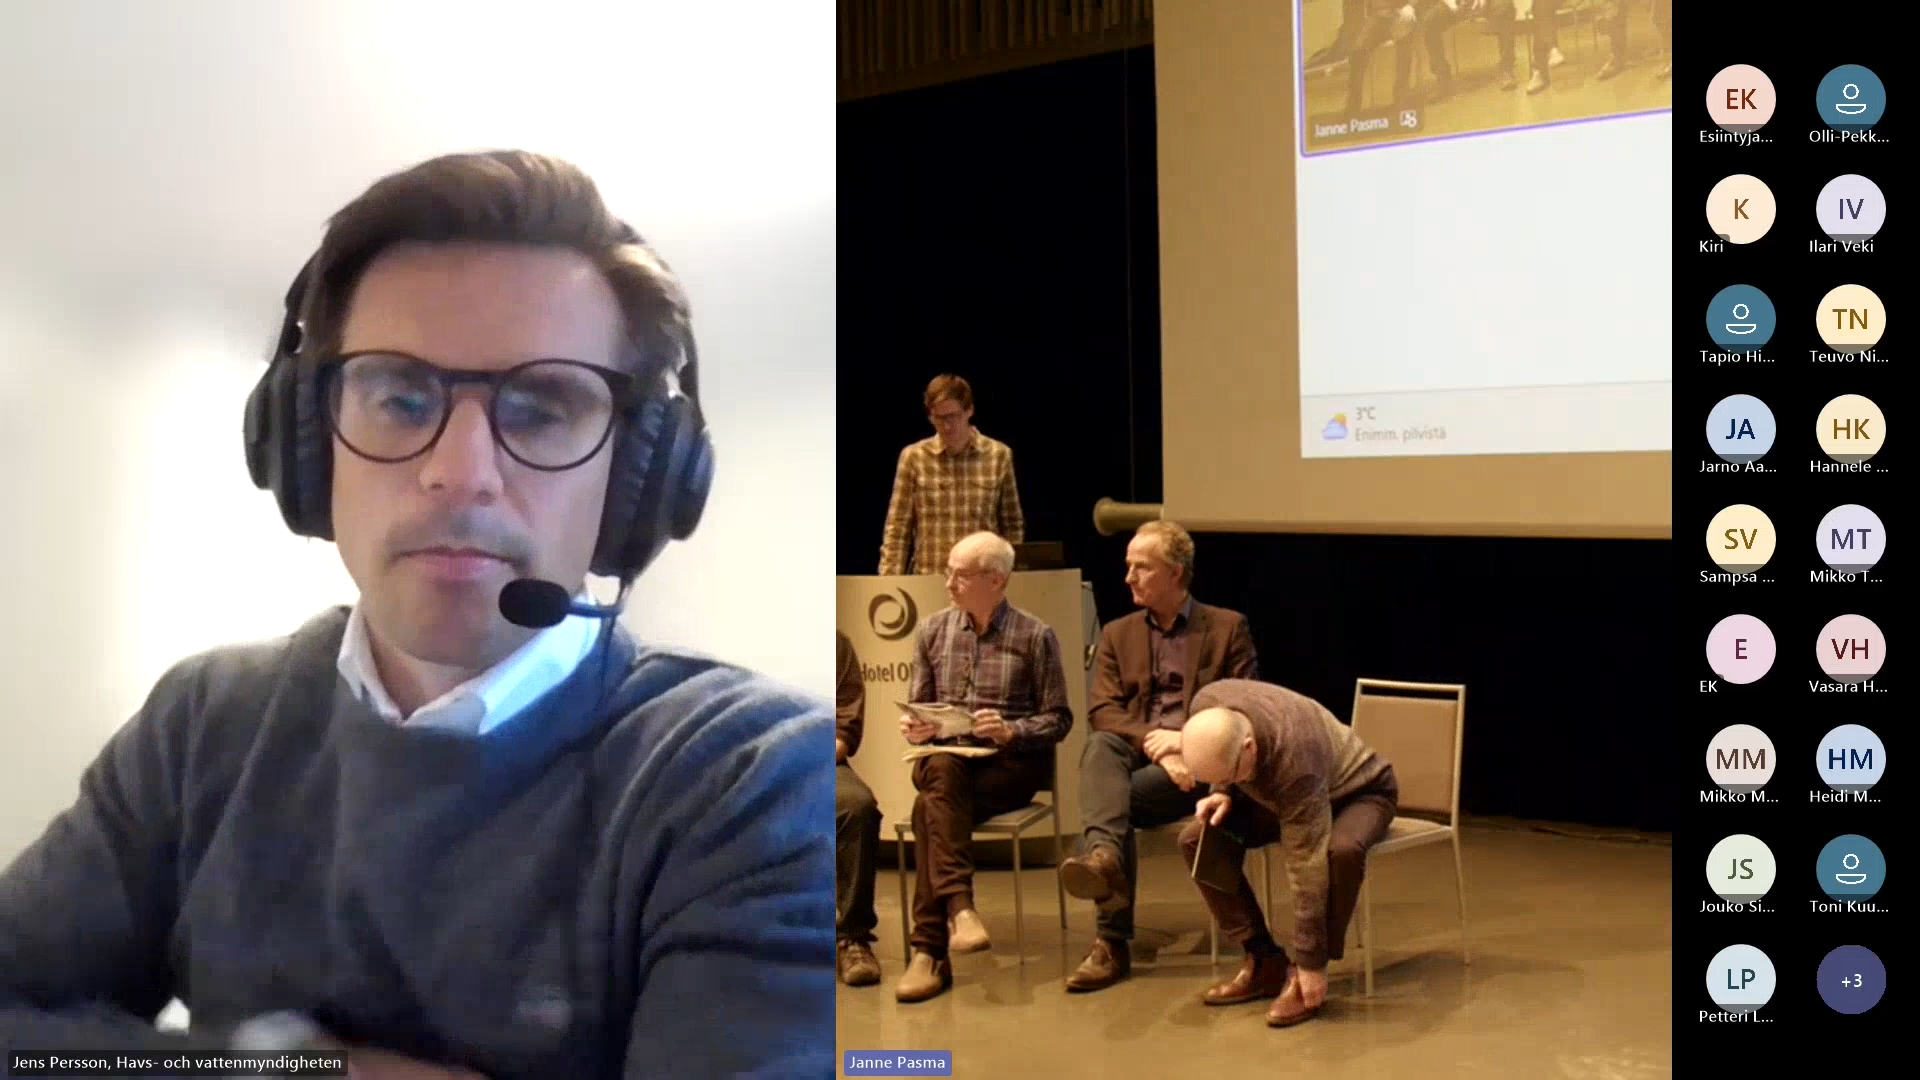 Jens Persson, Havs- och vattenmyndigheten
Janne Pasma
3°C
Enimm. pilvistä
Hotel Ol
Janne Pasma
EK
Esiintyja...
Olli-Pekk...
K
Kiri
IV
Ilari Veki
Tapio Hi...
TN
Teuvo Ni...
JA
Jarno Aa...
HK
Hannele ...
SV
Sampsa ...
MT
Mikko T...
E
EK
VH
Vasara H...
MM
Mikko M...
HM
Heidi M...
JS
Jouko Si...
Toni Kuu...
LP
Petteri L...
+3